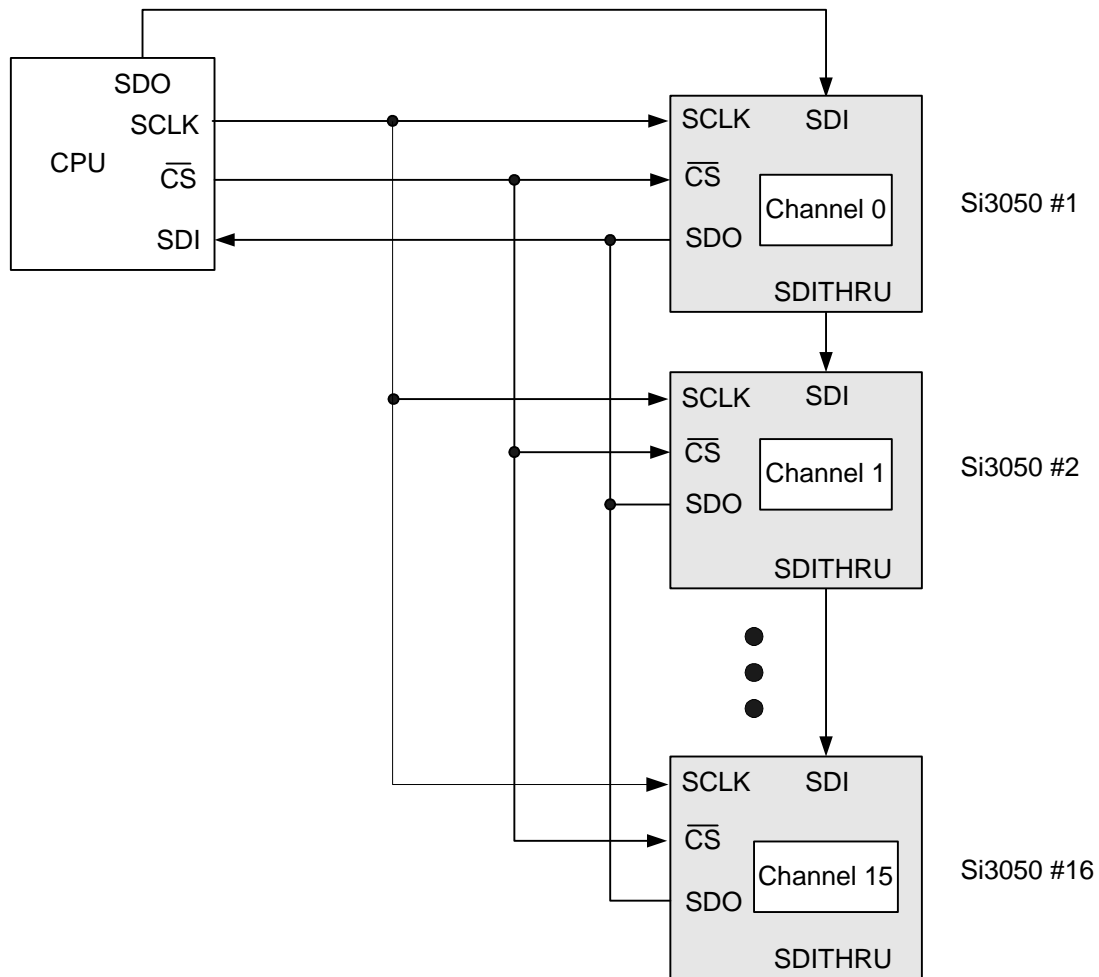 SDO
SCLK
CPU
CS
SDI
SCLK SDI
CS
Channel 0
SDO
SDITHRU
Si3050 #1
SCLK SDI
CS
Channel 1
SDO
SDITHRU
Si3050 #2
SCLK SDI
CS
Channel 15
SDO
SDITHRU
Si3050 #16